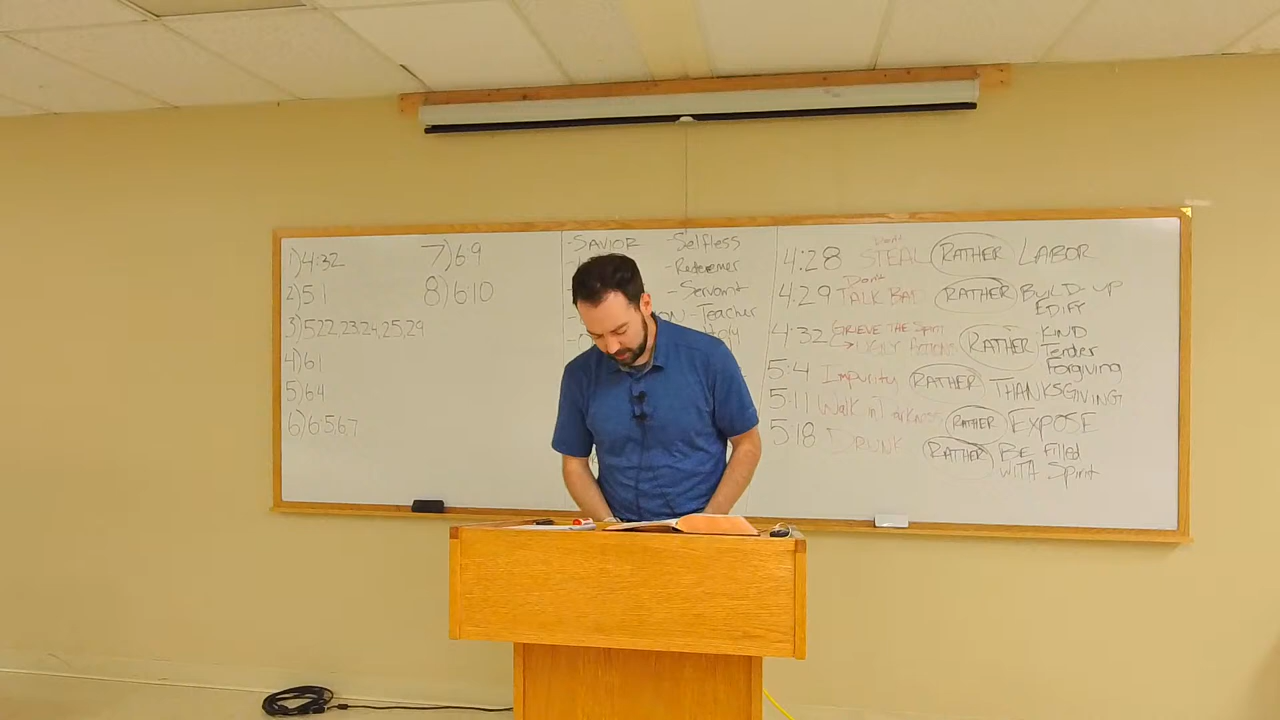 1) 4:32
2) 5:1
3) 5:22,23,24,25,29
4) 6:1
5) 6:4
6) 6:5,6,7
7) 6:9
8) 6:10
-SAVIOR
-Selfless
-Redeemer
-Servant
-Teacher
Holy
4:28 Don't STEAL RATHER LABOR
4:29 Don't TALK BAD RATHER BUILD-UP
EDIFY
4:32 GRIEVE THE SPIRIT RATHER KIND
Tender
Forgiving
5:4 Impurity RATHER THANKSGIVING
5:11 Walk in Darkness RATHER EXPOSE
5:18 DRUNK RATHER BE Filled
WITH Spirit